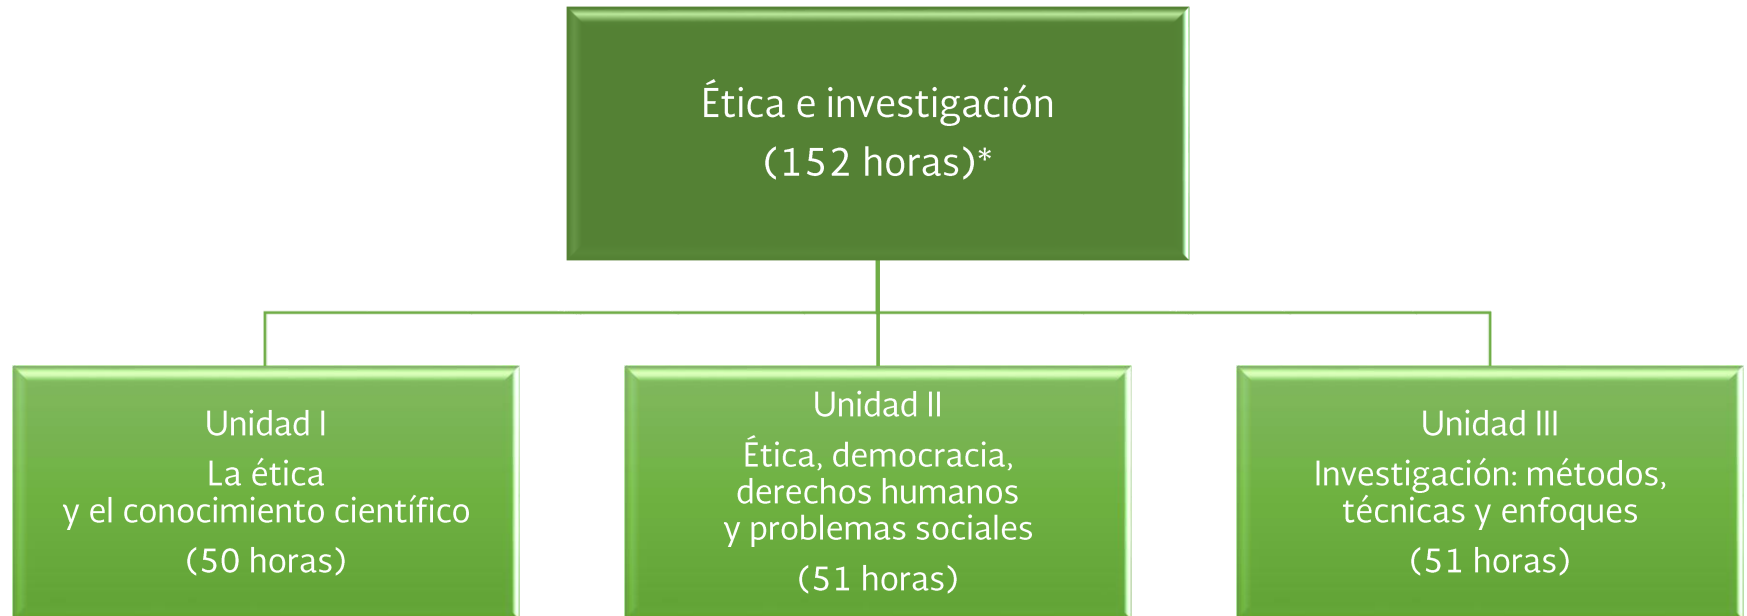 Ética e investigación
(152 horas)*
Unidad I
La ética
y el conocimiento científico
(50 horas)
Unidad II
Ética, democracia,
derechos humanos
y problemas sociales
(51 horas)
Unidad III
Investigación: métodos,
técnicas y enfoques
(51 horas)